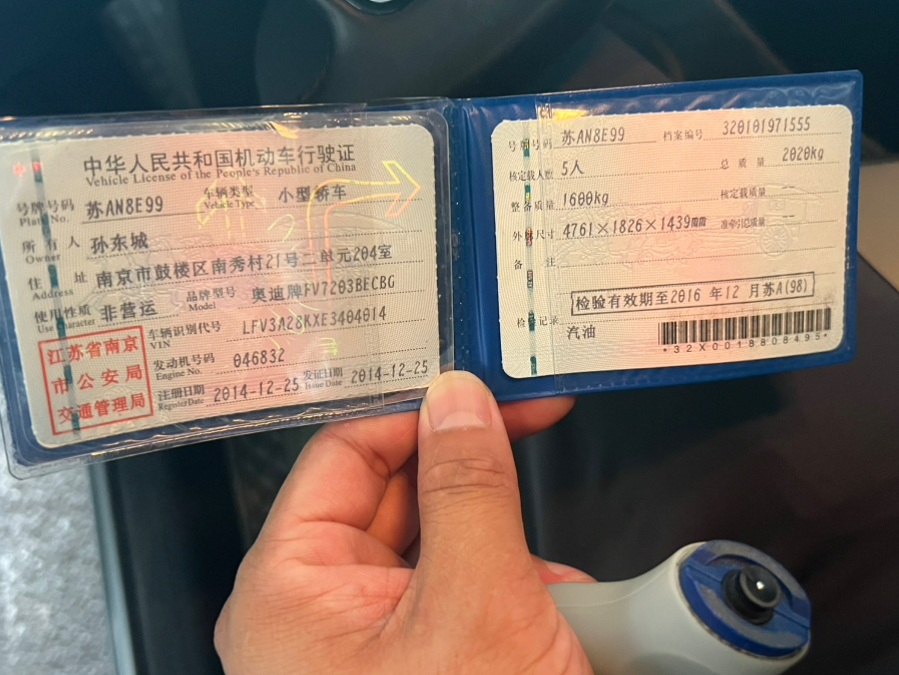 中华人民共和国机动车行驶证
Vehicle License of the People's Republic of China
号牌号码 苏AN8E99 车辆类型 小型轿车
Plate No. Vehicle Type
所有人 孙东城
Owner
住址 南京市鼓楼区南秀村21号二单元204室
Address
使用性质 非营运 品牌型号 奥迪牌FV7203BECBG
Use Character Model
江苏省南京市公安局交通管理局
车辆识别代号 LFV3A28KXE3404014
VIN
发动机号码 046832
Engine No.
注册日期 2014-12-25 发证日期 2014-12-25
Register Date Issue Date
号牌号码 苏AN8E99 档案编号 320101971555
核定载人数 5人 总质量 2020kg
整备质量 1600kg 核定载质量
外廓尺寸 4761×1826×1439 准牵引总质量
备注
检验有效期至2016 年12 月苏A(98)
检验记录
汽油
*32X0018808495*